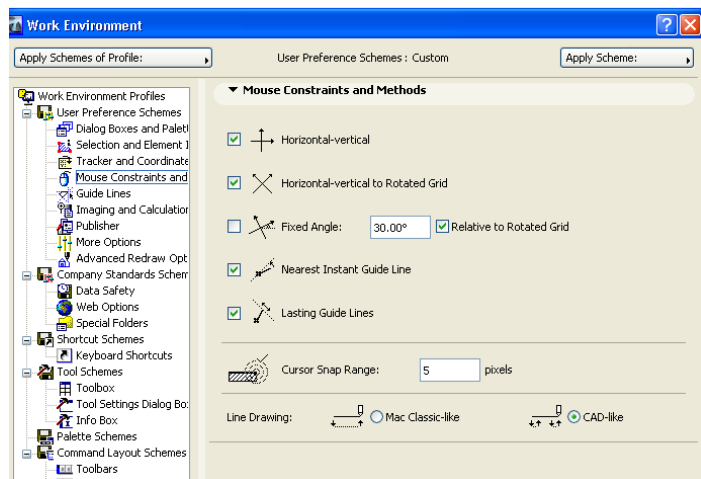 Work Environment
Apply Schemes of Profile:
User Preference Schemes : Custom
Apply Scheme:
Work Environment Profiles
User Preference Schemes
Dialog Boxes and Palett
Selection and Element I
Tracker and Coordinate
Mouse Constraints and
Guide Lines
Imaging and Calculation
Publisher
More Options
Advanced Redraw Opt
Company Standards Schem
Data Safety
Web Options
Special Folders
Shortcut Schemes
Keyboard Shortcuts
Tool Schemes
Toolbox
Tool Settings Dialog Bo:
Info Box
Palette Schemes
Command Layout Schemes
Toolbars
Mouse Constraints and Methods
Horizontal-vertical
Horizontal-vertical to Rotated Grid
Fixed Angle: 30.00° Relative to Rotated Grid
Nearest Instant Guide Line
Lasting Guide Lines
Cursor Snap Range: 5 pixels
Line Drawing: Mac Classic-like CAD-like